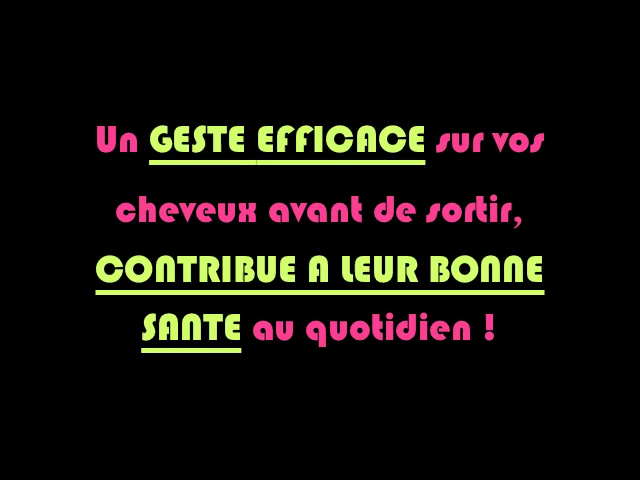 Un GESTE EFFICACE sur vos
cheveux avant de sortir,
CONTRIBUE A LEUR BONNE
SANTE au quotidien !